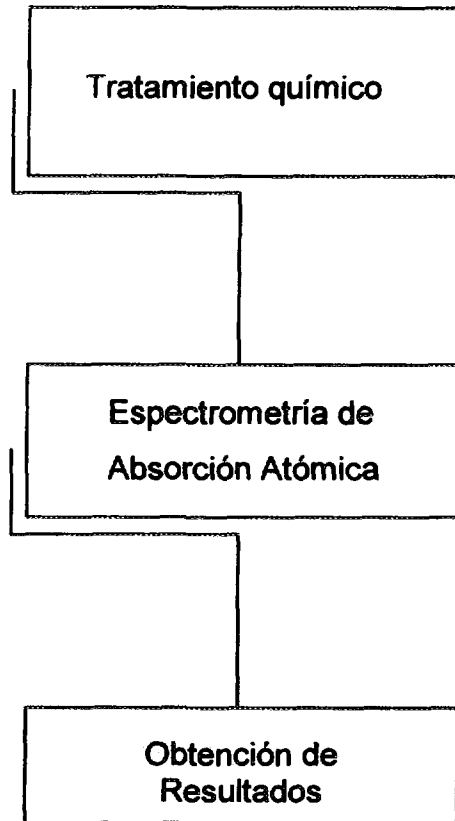 Tratamiento químico
Espectrometría de
Absorción Atómica
Obtención de
Resultados